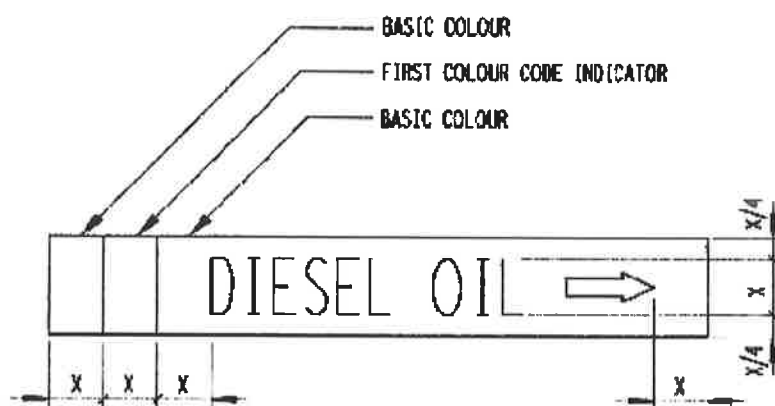 BASIC COLOUR
FIRST COLOUR CODE INDICATOR
BASIC COLOUR
X/4
DIESEL OIL
X
X/4
X X X X